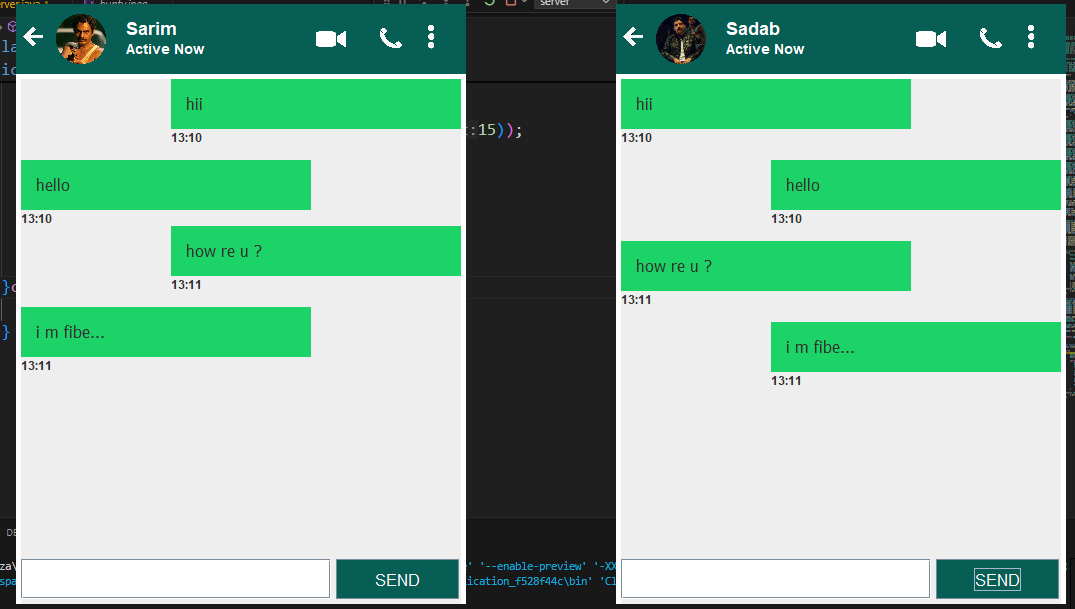 server
Sarim
Active Now
hii
13:10
hello
13:10
how re u ?
13:11
i m fibe...
13:11
SEND
:15));
}
}
Sadab
Active Now
hii
13:10
hello
13:10
how re u ?
13:11
i m fibe...
13:11
SEND
'--enable-preview' '-XX
ication_f528f44c\bin' 'Cl